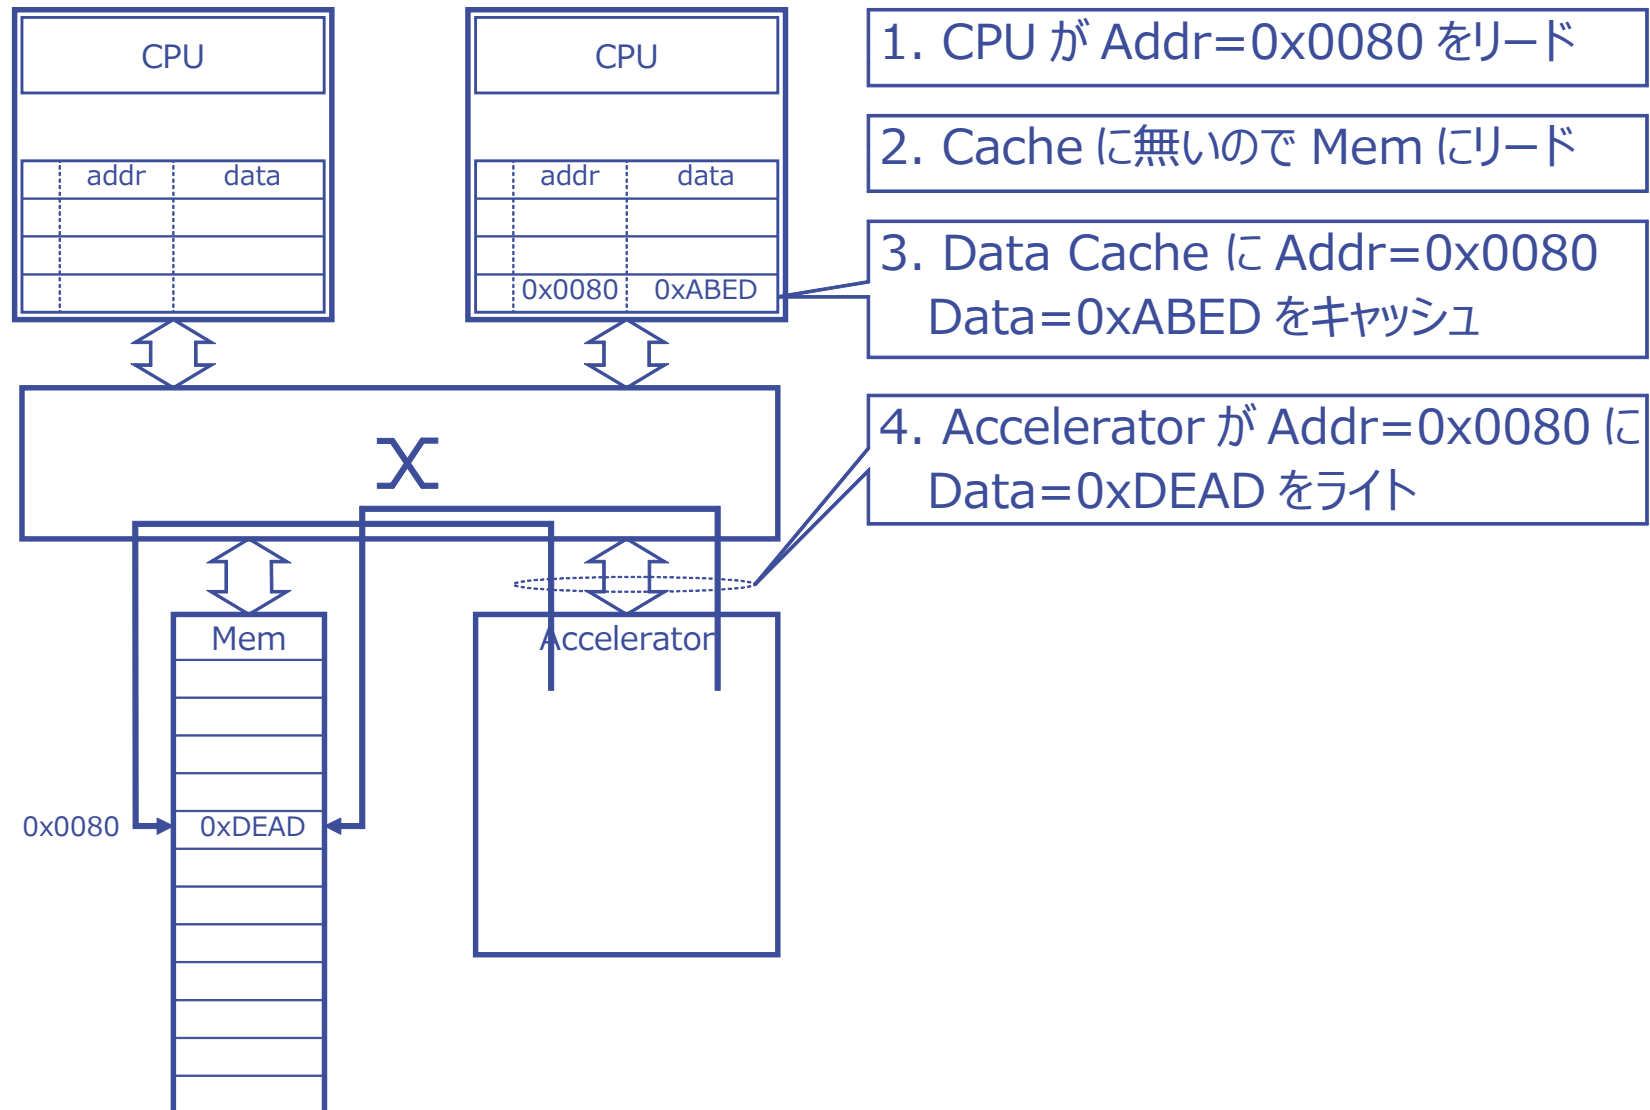 CPU
addr data
CPU
addr data
0x0080 0xABED
1. CPU が Addr=0x0080 をリード
2. Cache に無いので Mem にリード
3. Data Cache に Addr=0x0080
Data=0xABED をキャッシュ
4. Accelerator が Addr=0x0080 に
Data=0xDEAD をライト
X
Mem
Accelerator
0x0080 0xDEAD